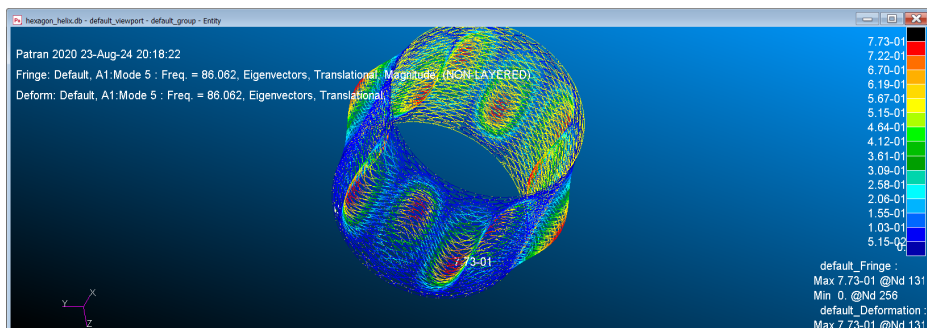 hexagon_helix.db - default_viewport - default_group - Entity
Patran 2020 23-Aug-24 20:18:22
Fringe: Default, A1:Mode 5 : Freq. = 86.062, Eigenvectors, Translational, Magnitude, (NON-LAYERED)
Deform: Default, A1:Mode 5 : Freq. = 86.062, Eigenvectors, Translational,
7.73-01
7.22-01
6.70-01
6.19-01
5.67-01
5.15-01
4.64-01
4.12-01
3.61-01
3.09-01
2.58-01
2.06-01
1.55-01
1.03-01
5.15-02
0.
7.73-01
X
Y
Z
default_Fringe :
Max 7.73-01 @Nd 131
Min 0. @Nd 256
default_Deformation :
Max 7.73-01 @Nd 131